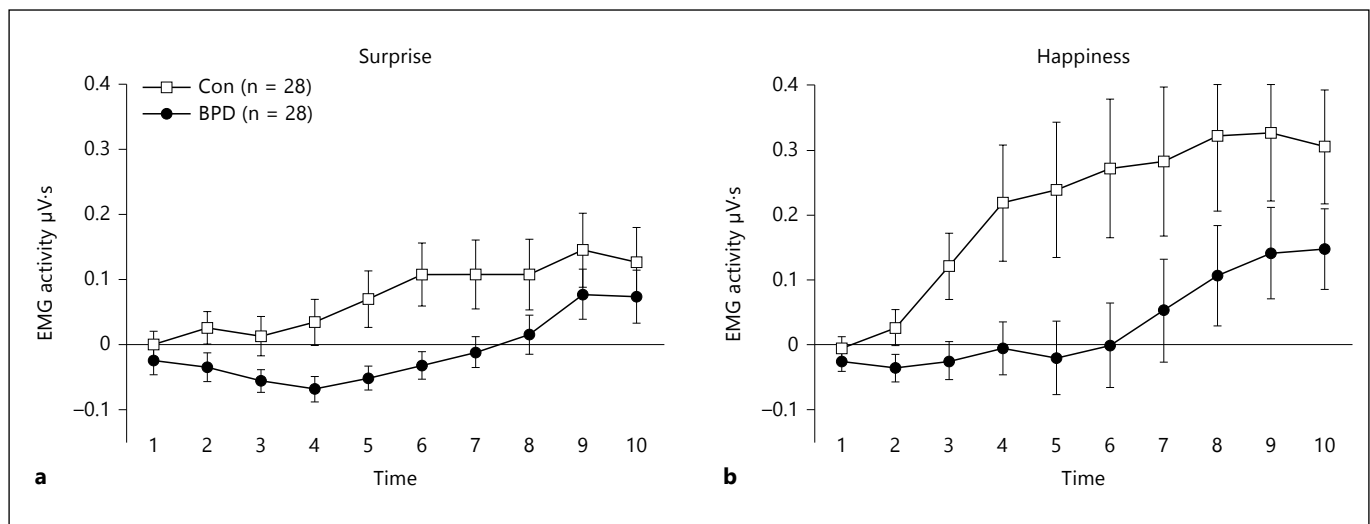 Surprise
Con (n = 28)
BPD (n = 28)
EMG activity µV·s
0.4
0.3
0.2
0.1
0
–0.1
1 2 3 4 5 6 7 8 9 10
Time
a
Happiness
EMG activity µV·s
0.4
0.3
0.2
0.1
0
–0.1
1 2 3 4 5 6 7 8 9 10
Time
b